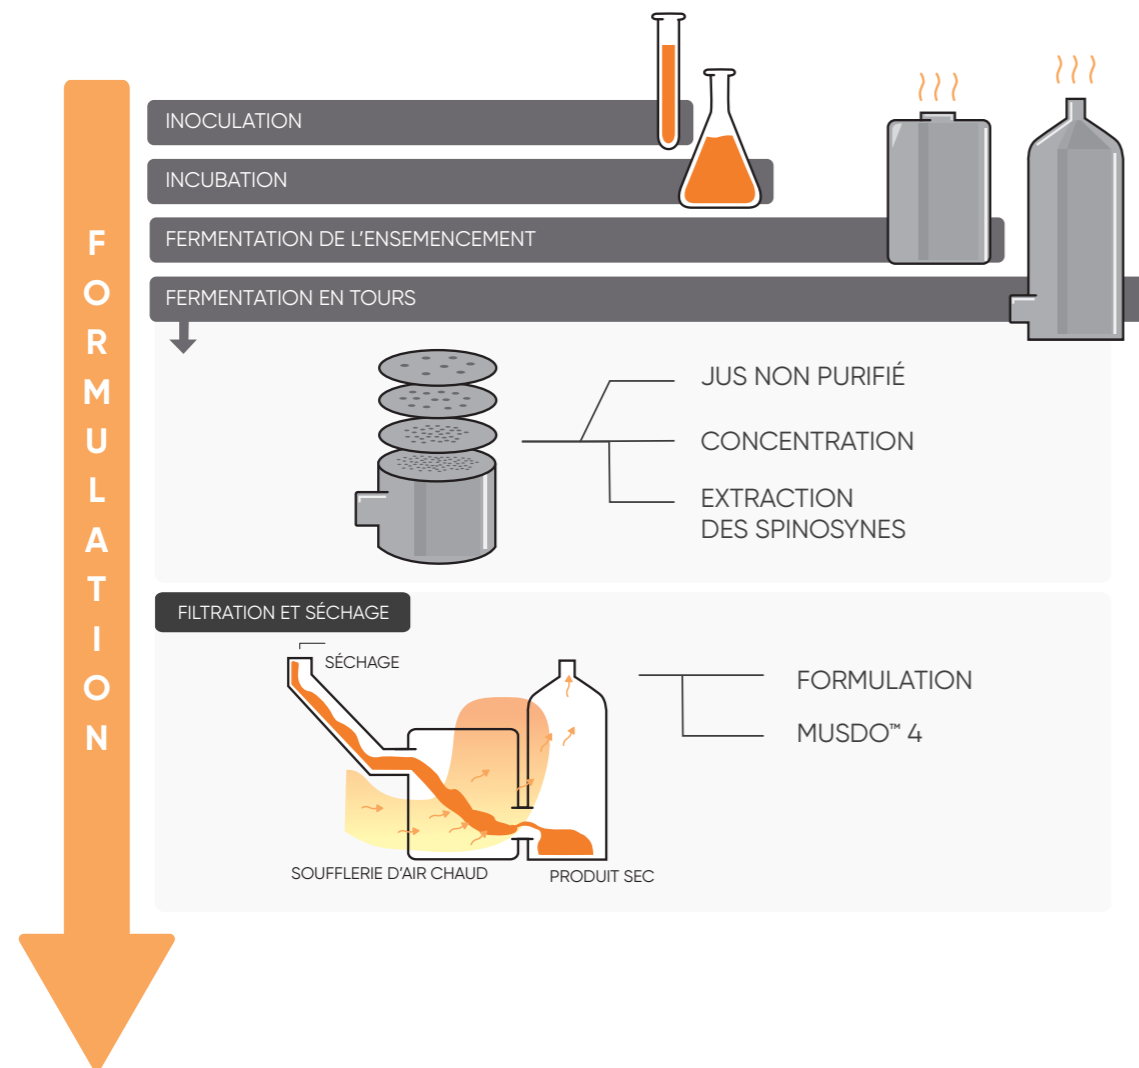 FORMULATION
INOCULATION
INCUBATION
FERMENTATION DE L'ENSEMENCEMENT
FERMENTATION EN TOURS
JUS NON PURIFIÉ
CONCENTRATION
EXTRACTION
DES SPINOSYNES
FILTRATION ET SÉCHAGE
SÉCHAGE
SOUFFLERIE D'AIR CHAUD
PRODUIT SEC
FORMULATION
MUSDO™ 4